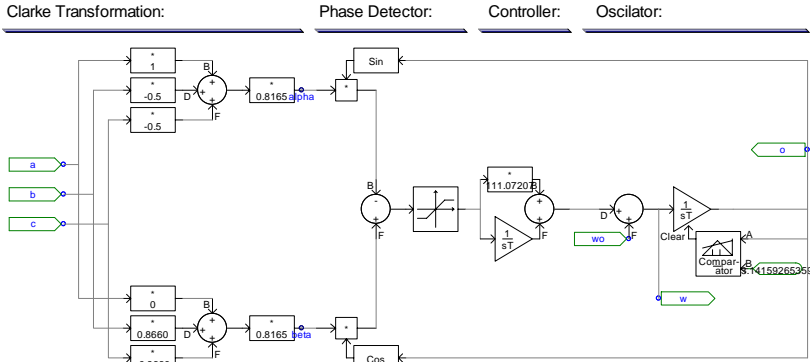 Clarke Transformation: Phase Detector: Controller: Oscilator:
* 1
B
Sin
* -0.5
D
* 0.8165
alpha
*
* -0.5
F
a
b
c
o
B
* 111.07207
B
1
sT
F
D
wo
F
1
sT
Clear
A
Compar-
ator
B
w
F
* 0
B
* 0.8660
D
* 0.8165
beta
*
*
F
Cos